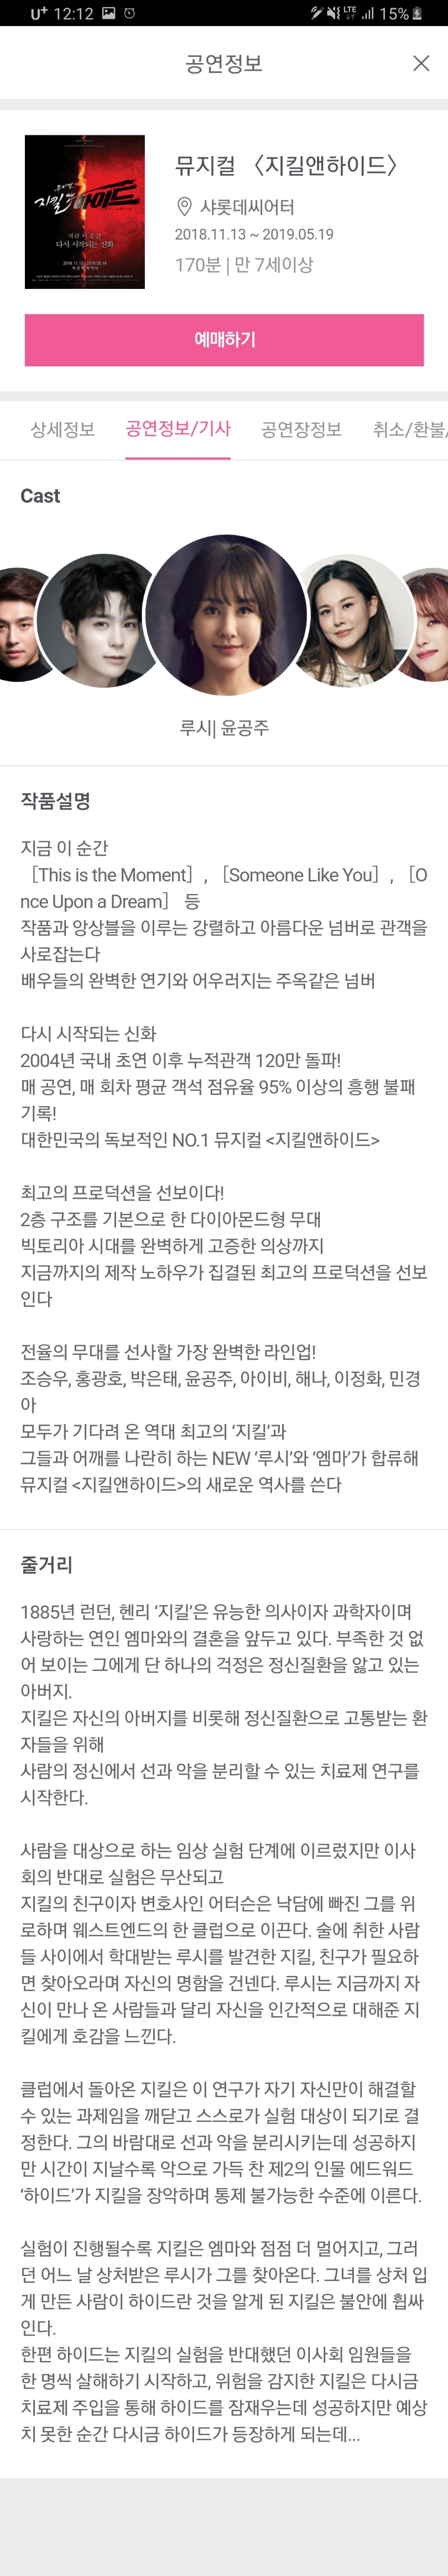 U+ 12:12 LTE 15%
공연정보
지킬앤하이드
지금 이 순간
다시 시작되는 신화
뮤지컬 〈지킬앤하이드〉
샤롯데씨어터
2018.11.13 ~ 2019.05.19
170분 | 만 7세이상
예매하기
상세정보 공연정보/기사 공연장정보 취소/환불/
Cast
루시| 윤공주
작품설명
지금 이 순간
［This is the Moment］, ［Someone Like You］, ［O
nce Upon a Dream］ 등
작품과 앙상블을 이루는 강렬하고 아름다운 넘버로 관객을
사로잡는다
배우들의 완벽한 연기와 어우러지는 주옥같은 넘버
다시 시작되는 신화
2004년 국내 초연 이후 누적관객 120만 돌파!
매 공연, 매 회차 평균 객석 점유율 95% 이상의 흥행 불패
기록!
대한민국의 독보적인 NO.1 뮤지컬 <지킬앤하이드>
최고의 프로덕션을 선보이다!
2층 구조를 기본으로 한 다이아몬드형 무대
빅토리아 시대를 완벽하게 고증한 의상까지
지금까지의 제작 노하우가 집결된 최고의 프로덕션을 선보
인다
전율의 무대를 선사할 가장 완벽한 라인업!
조승우, 홍광호, 박은태, 윤공주, 아이비, 해나, 이정화, 민경
아
모두가 기다려 온 역대 최고의 ‘지킬’과
그들과 어깨를 나란히 하는 NEW ‘루시’와 ‘엠마’가 합류해
뮤지컬 <지킬앤하이드>의 새로운 역사를 쓴다
줄거리
1885년 런던, 헨리 ‘지킬’은 유능한 의사이자 과학자이며
사랑하는 연인 엠마와의 결혼을 앞두고 있다. 부족한 것 없
어 보이는 그에게 단 하나의 걱정은 정신질환을 앓고 있는
아버지.
지킬은 자신의 아버지를 비롯해 정신질환으로 고통받는 환
자들을 위해
사람의 정신에서 선과 악을 분리할 수 있는 치료제 연구를
시작한다.
사람을 대상으로 하는 임상 실험 단계에 이르렀지만 이사
회의 반대로 실험은 무산되고
지킬의 친구이자 변호사인 어터슨은 낙담에 빠진 그를 위
로하며 웨스트엔드의 한 클럽으로 이끈다. 술에 취한 사람
들 사이에서 학대받는 루시를 발견한 지킬, 친구가 필요하
면 찾아오라며 자신의 명함을 건넨다. 루시는 지금까지 자
신이 만나 온 사람들과 달리 자신을 인간적으로 대해준 지
킬에게 호감을 느낀다.
클럽에서 돌아온 지킬은 이 연구가 자기 자신만이 해결할
수 있는 과제임을 깨닫고 스스로가 실험 대상이 되기로 결
정한다. 그의 바람대로 선과 악을 분리시키는데 성공하지
만 시간이 지날수록 악으로 가득 찬 제2의 인물 에드워드
‘하이드’가 지킬을 장악하며 통제 불가능한 수준에 이른다.
실험이 진행될수록 지킬은 엠마와 점점 더 멀어지고, 그러
던 어느 날 상처받은 루시가 그를 찾아온다. 그녀를 상처 입
게 만든 사람이 하이드란 것을 알게 된 지킬은 불안에 휩싸
인다.
한편 하이드는 지킬의 실험을 반대했던 이사회 임원들을
한 명씩 살해하기 시작하고, 위험을 감지한 지킬은 다시금
치료제 주입을 통해 하이드를 잠재우는데 성공하지만 예상
치 못한 순간 다시금 하이드가 등장하게 되는데...